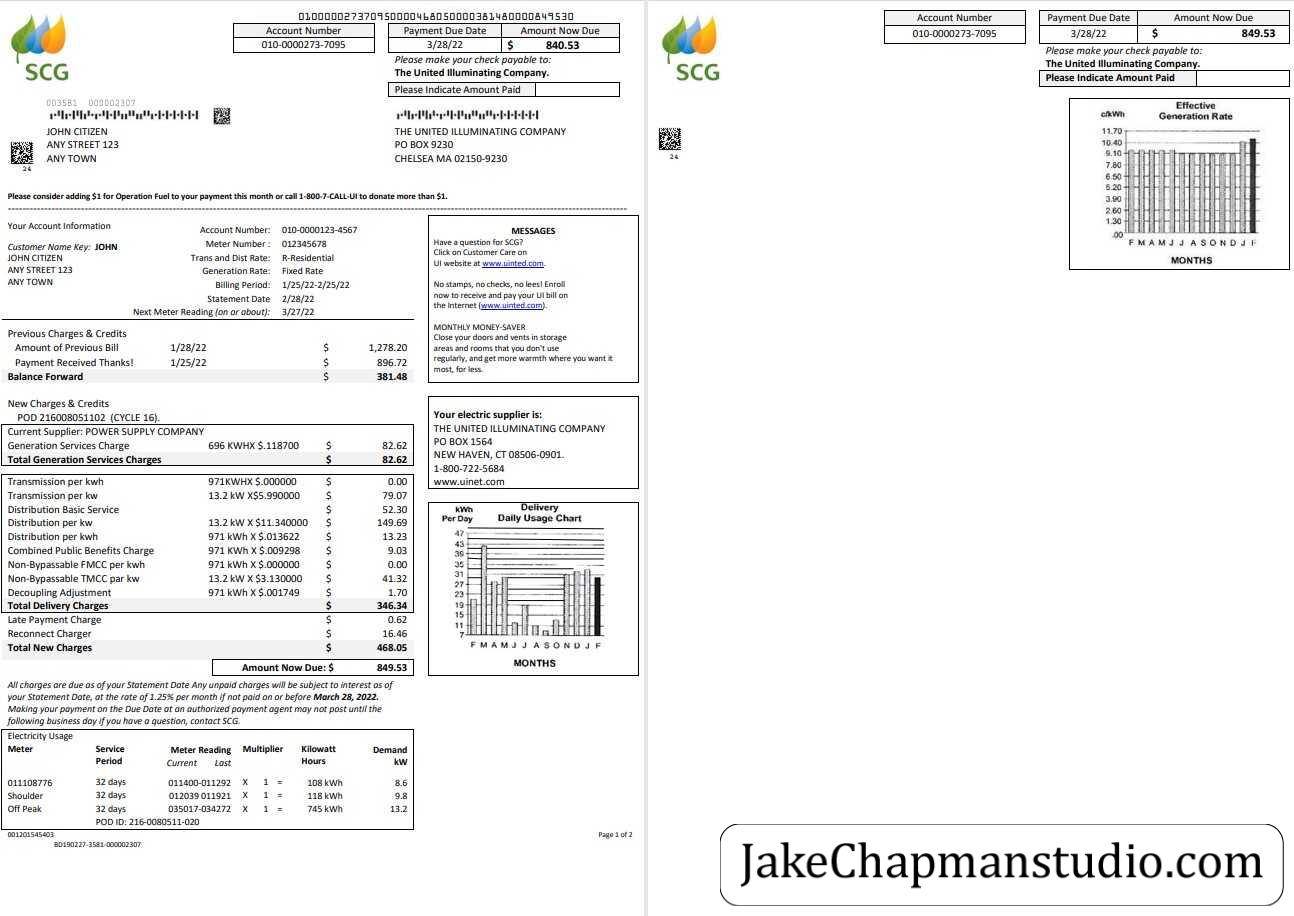 010000027370950000468050000381480000849530
SCG
Account Number
010-0000273-7095
Payment Due Date Amount Now Due
3/28/22 $ 840.53
Please make your check payable to:
The United Illuminating Company.
Please Indicate Amount Paid
003581 000002307
JOHN CITIZEN
ANY STREET 123
ANY TOWN
24
THE UNITED ILLUMINATING COMPANY
PO BOX 9230
CHELSEA MA 02150-9230
Please consider adding $1 for Operation Fuel to your payment this month or call 1-800-7-CALL-UI to donate more than $1.
Your Account Information
Customer Name Key: JOHN
JOHN CITIZEN
ANY STREET 123
ANY TOWN
Account Number: 010-0000123-4567
Meter Number : 012345678
Trans and Dist Rate: R-Residential
Generation Rate: Fixed Rate
Billing Period: 1/25/22-2/25/22
Statement Date 2/28/22
Next Meter Reading (on or about): 3/27/22
Previous Charges & Credits
Amount of Previous Bill 1/28/22 $ 1,278.20
Payment Received Thanks! 1/25/22 $ 896.72
Balance Forward $ 381.48
New Charges & Credits
POD 216008051102 (CYCLE 16).
Current Supplier: POWER SUPPLY COMPANY
Generation Services Charge 696 KWHX $.118700 $ 82.62
Total Generation Services Charges $ 82.62
Transmission per kwh 971KWHX $.000000 $ 0.00
Transmission per kw 13.2 kW X$5.990000 $ 79.07
Distribution Basic Service $ 52.30
Distribution per kw 13.2 kW X $11.340000 $ 149.69
Distribution per kwh 971 kWh X $.013622 $ 13.23
Combined Public Benefits Charge 971 KWh X $.009298 $ 9.03
Non-Bypassable FMCC per kwh 971 kWh X $.000000 $ 0.00
Non-Bypassable TMCC par kw 13.2 kW X $3.130000 $ 41.32
Decoupling Adjustment 971 kWh X $.001749 $ 1.70
Total Delivery Charges $ 346.34
Late Payment Charge $ 0.62
Reconnect Charger $ 16.46
Total New Charges $ 468.05
Amount Now Due: $ 849.53
All charges are due as of your Statement Date Any unpaid charges will be subject to interest as of
your Statement Date, at the rate of 1.25% per month if not paid on or before March 28, 2022.
Making your payment on the Due Date at an authorized payment agent may not post until the
following business day if you have a question, contact SCG.
Electricity Usage
Meter Service Period Meter Reading Multiplier Kilowatt Hours Demand kW
Current Last
011108776 32 days 011400-011292 X 1 = 108 kWh 8.6
Shoulder 32 days 012039 011921 X 1 = 118 kWh 9.8
Off Peak 32 days 035017-034272 X 1 = 745 kWh 13.2
POD ID: 216-0080511-020
001201545403
BD190227-3581-000002307
Page 1 of 2
MESSAGES
Have a question for SCG?
Click on Customer Care on
UI website at www.uinted.com.
No stamps, no checks, no lees! Enroll
now to receive and pay your UI bill on
the Internet (www.uinted.com).
MONTHLY MONEY-SAVER
Close your doors and vents in storage
areas and rooms that you don't use
regularly, and get more warmth where you want it
most, for less.
Your electric supplier is:
THE UNITED ILLUMINATING COMPANY
PO BOX 1564
NEW HAVEN, CT 08506-0901.
1-800-722-5684
www.uinet.com
kWh Per Day
Delivery
Daily Usage Chart
47
43
39
35
31
27
23
19
15
11
7
F M A M J J A S O N D J F
MONTHS
SCG
Account Number
010-0000273-7095
Payment Due Date Amount Now Due
3/28/22 $ 849.53
Please make your check payable to:
The United Illuminating Company.
Please Indicate Amount Paid
24
Effective
Generation Rate
c/kWh
11.70
10.40
9.10
7.80
6.50
5.20
3.90
2.60
1.30
.00
F M A M J J A S O N D J F
MONTHS
JakeChapmanstudio.com